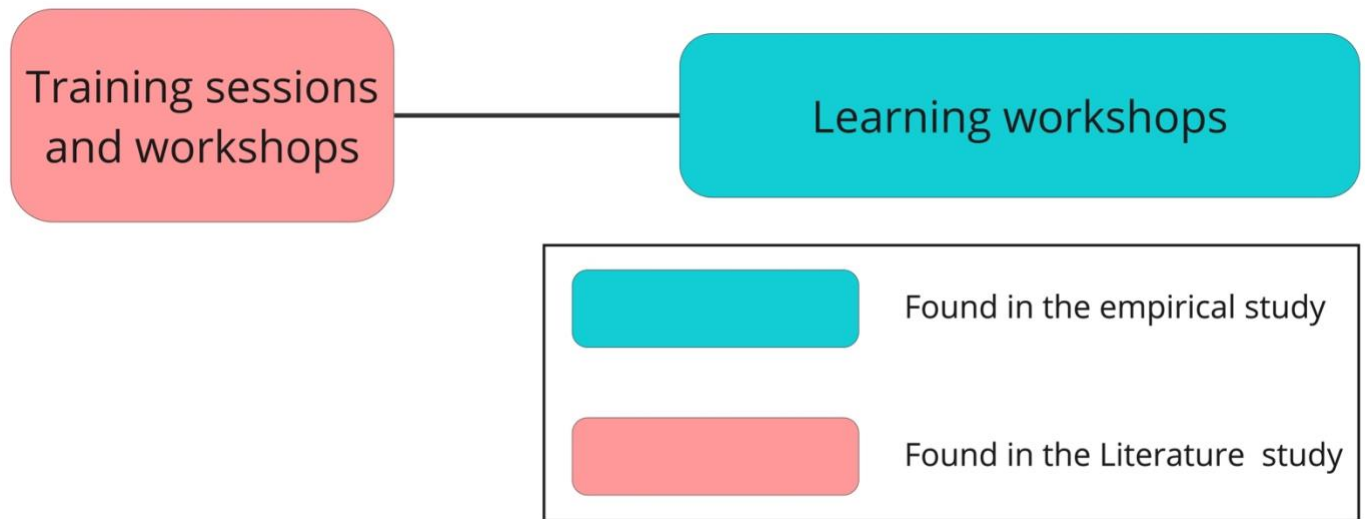 Training sessions
and workshops
Learning workshops
Found in the empirical study
Found in the Literature  study